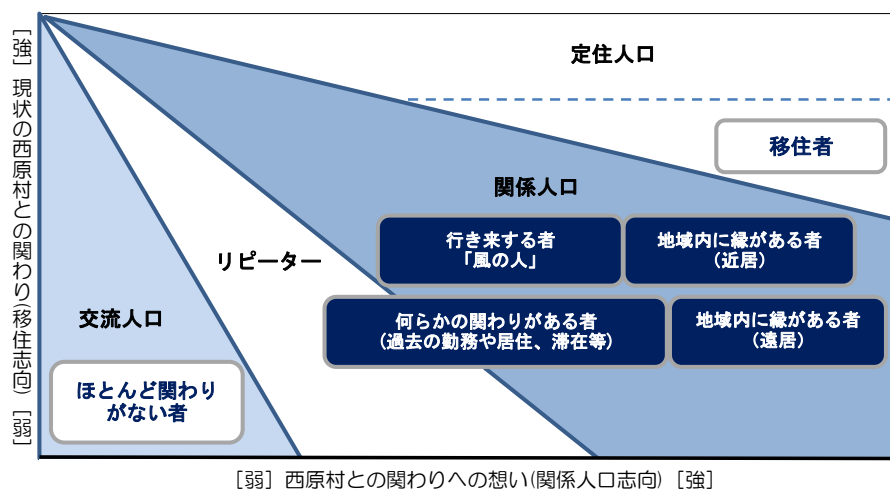 定住人口
移住者
関係人口
行き来する者
「風の人」
地域内に縁がある者
(近居)
リピーター
何らかの関わりがある者
(過去の勤務や居住、滞在等)
地域内に縁がある者
(遠居)
交流人口
ほとんど関わり
がない者
[強] 現状の西原村との関わり(移住志向) [弱]
[弱] 西原村との関わりへの想い(関係人口志向) [強]